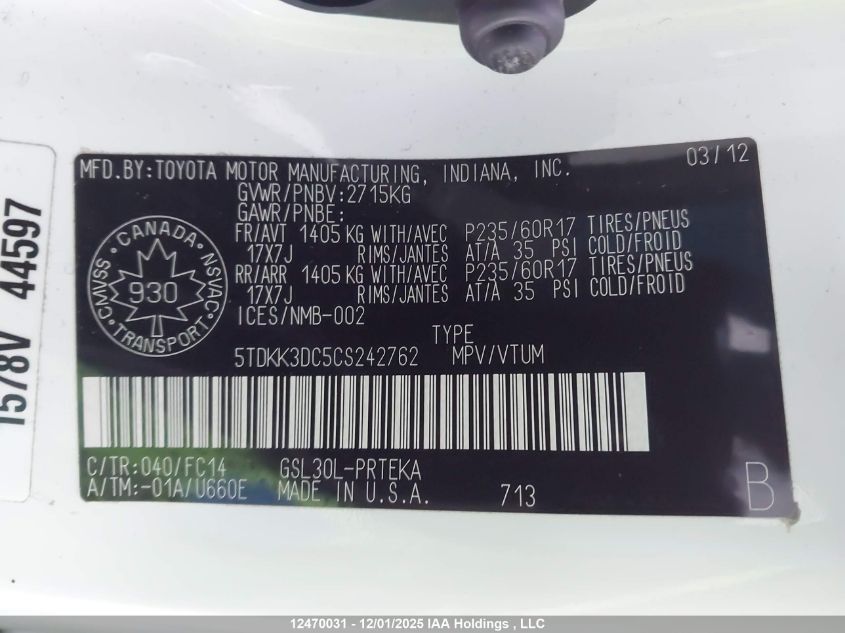 MFD.BY:TOYOTA MOTOR MANUFACTURING, INDIANA, INC. 03/12
GVWR/PNBV:2715KG
GAWR/PNBE:
FR/AVT 1405 KG WITH/AVEC P235/60R17 TIRES/PNEUS
17X7J RIMS/JANTES AT/A 35 PSI COLD/FROID
RR/ARR 1405 KG WITH/AVEC P235/60R17 TIRES/PNEUS
17X7J RIMS/JANTES AT/A 35 PSI COLD/FROID
ICES/NMB-002
CANADA
CMVSS 930 NSVAC
TRANSPORT
TYPE
5TDKK3DC5CS242762 MPV/VTUM
C/TR:040/FC14 GSL30L-PRTEKA
A/TM:-01A/U660E MADE IN U.S.A. 713 B
1578V 44597
12470031 - 12/01/2025 IAA Holdings , LLC